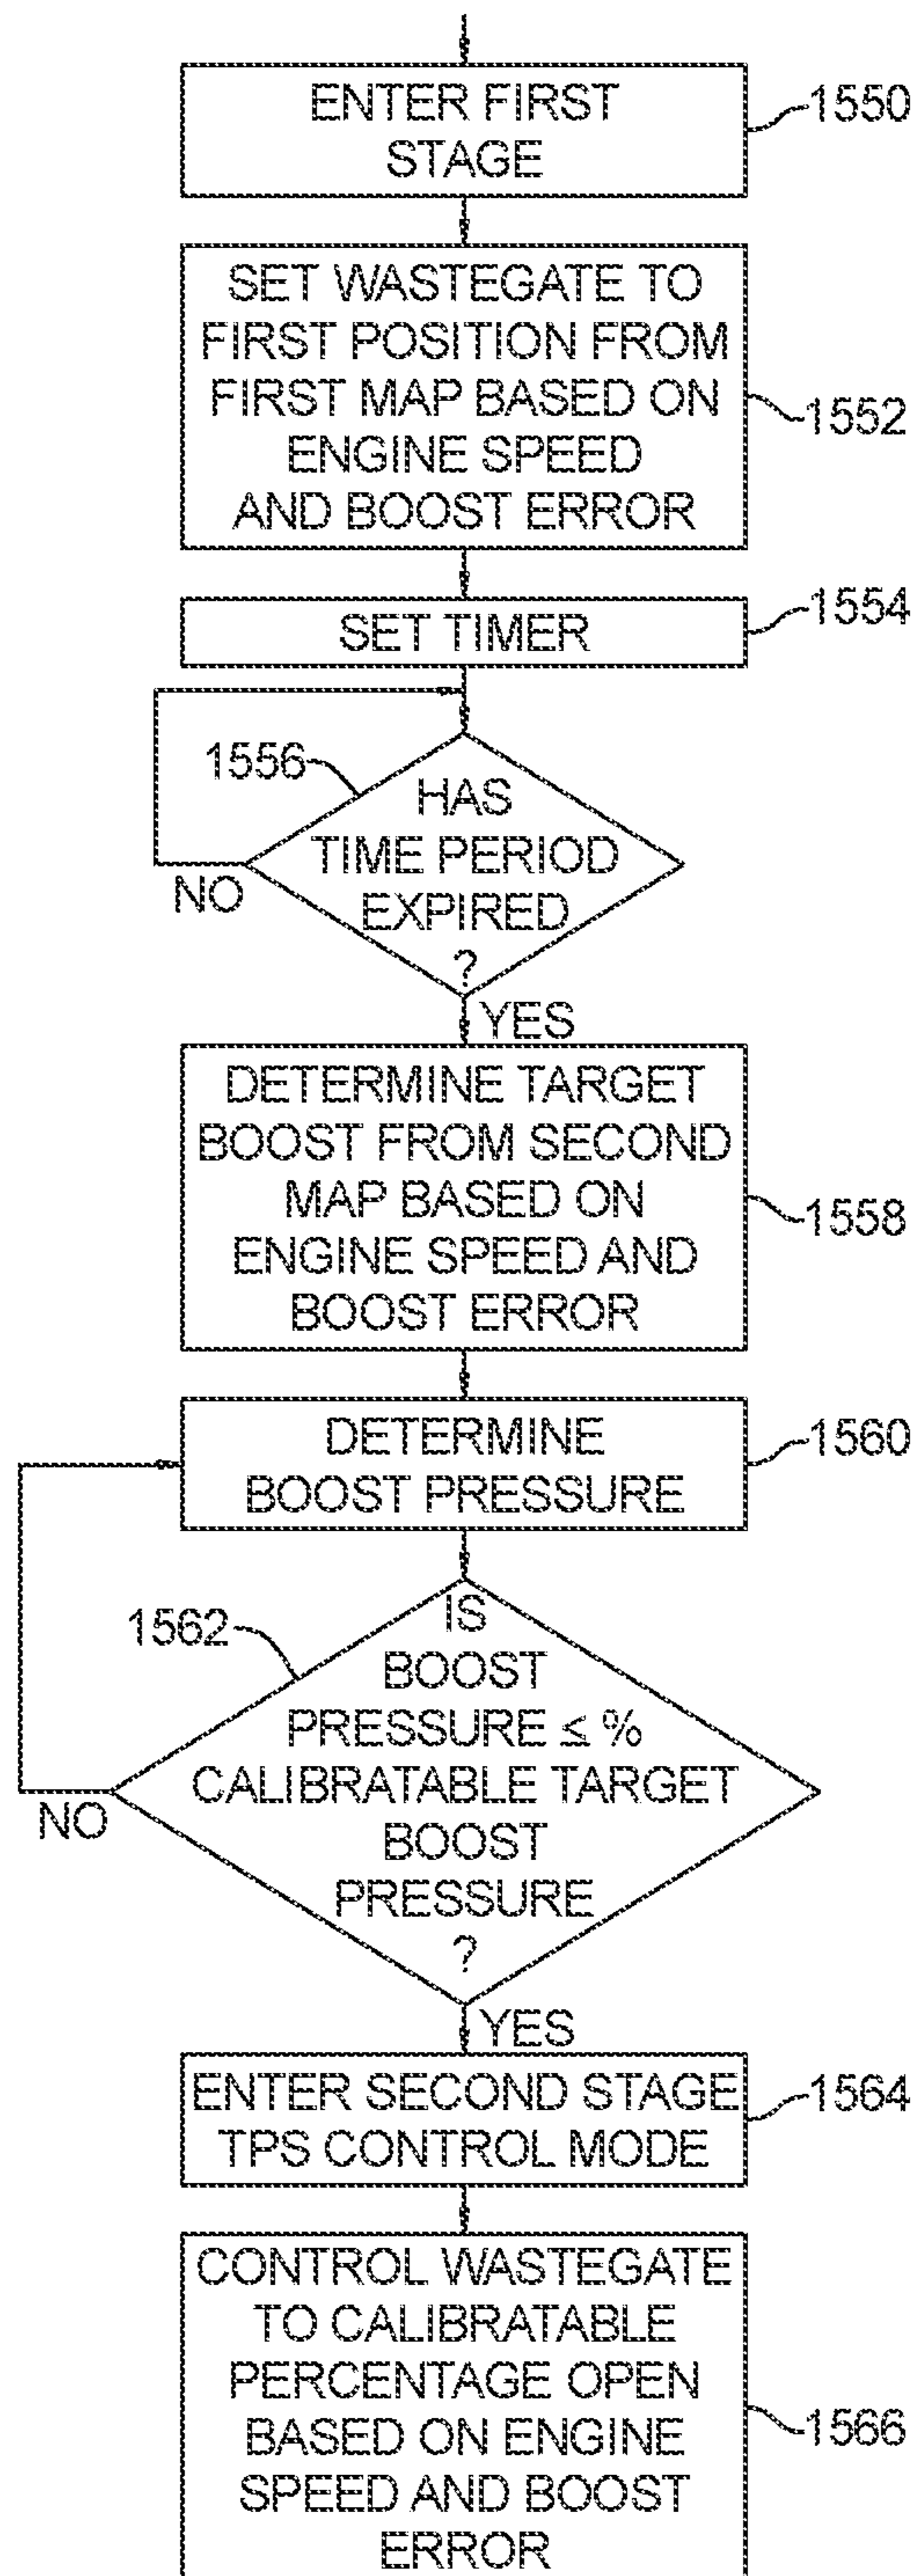 ENTER FIRST
STAGE
1550
SET WASTEGATE TO
FIRST POSITION FROM
FIRST MAP BASED ON
ENGINE SPEED
AND BOOST ERROR
1552
SET TIMER
1554
1556
HAS
TIME PERIOD
EXPIRED
?
NO
YES
DETERMINE TARGET
BOOST FROM SECOND
MAP BASED ON
ENGINE SPEED AND
BOOST ERROR
1558
DETERMINE
BOOST PRESSURE
1560
1562
IS
BOOST
PRESSURE ≤ %
CALIBRATABLE TARGET
BOOST
PRESSURE
?
NO
YES
ENTER SECOND STAGE
TPS CONTROL MODE
1564
CONTROL WASTEGATE
TO CALIBRATABLE
PERCENTAGE OPEN
BASED ON ENGINE
SPEED AND BOOST
ERROR
1566